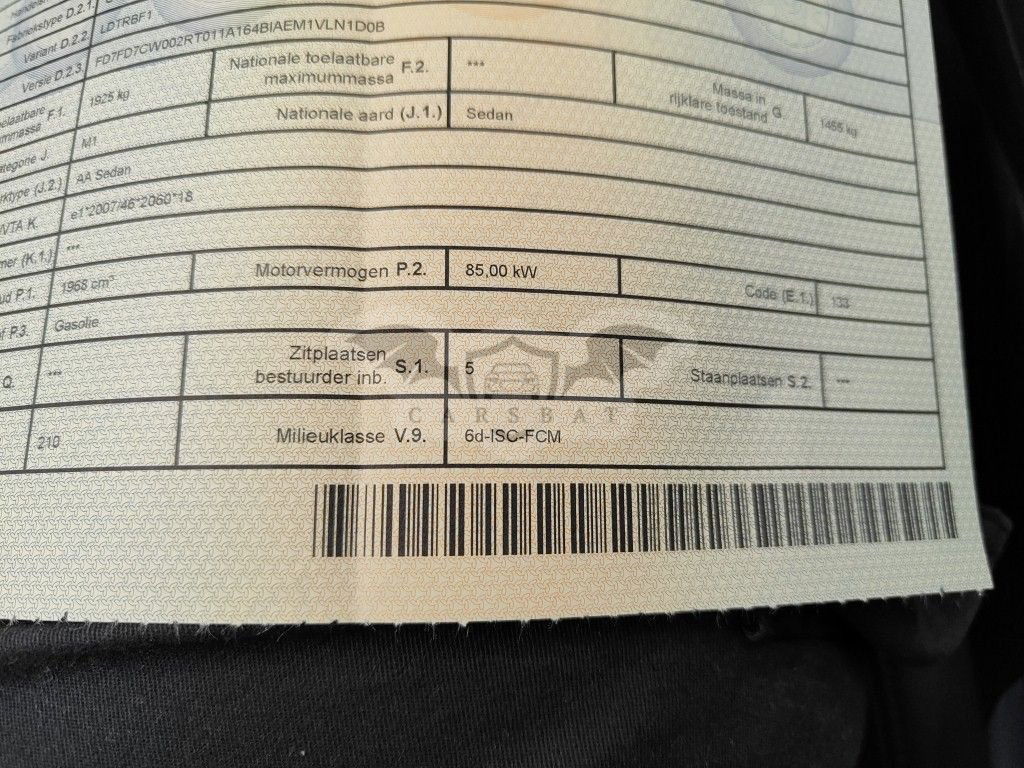 Fabriekstype D.2.1.
Variant D.2.2. LDTRBF1
Versie D.2.3. FD7FD7CW002RT011A164BIAEM1VLN1D0B
F.1. 1925 kg Nationale toelaatbare maximummassa F.2. *** Massa in rijklare toestand G. 1455 kg
J. M1 Nationale aard (J.1.) Sedan
(J.2.) AA Sedan
K. e1*2007/46*2060*18
(K.1.) ***
P.1. 1968 cm³ Motorvermogen P.2. 85,00 kW Code (E.1.) 133
P.3. Gasolie
Q. *** Zitplaatsen bestuurder inb. S.1. 5 Staanplaatsen S.2. ***
210 Milieuklasse V.9. 6d-ISC-FCM
CARSBAT